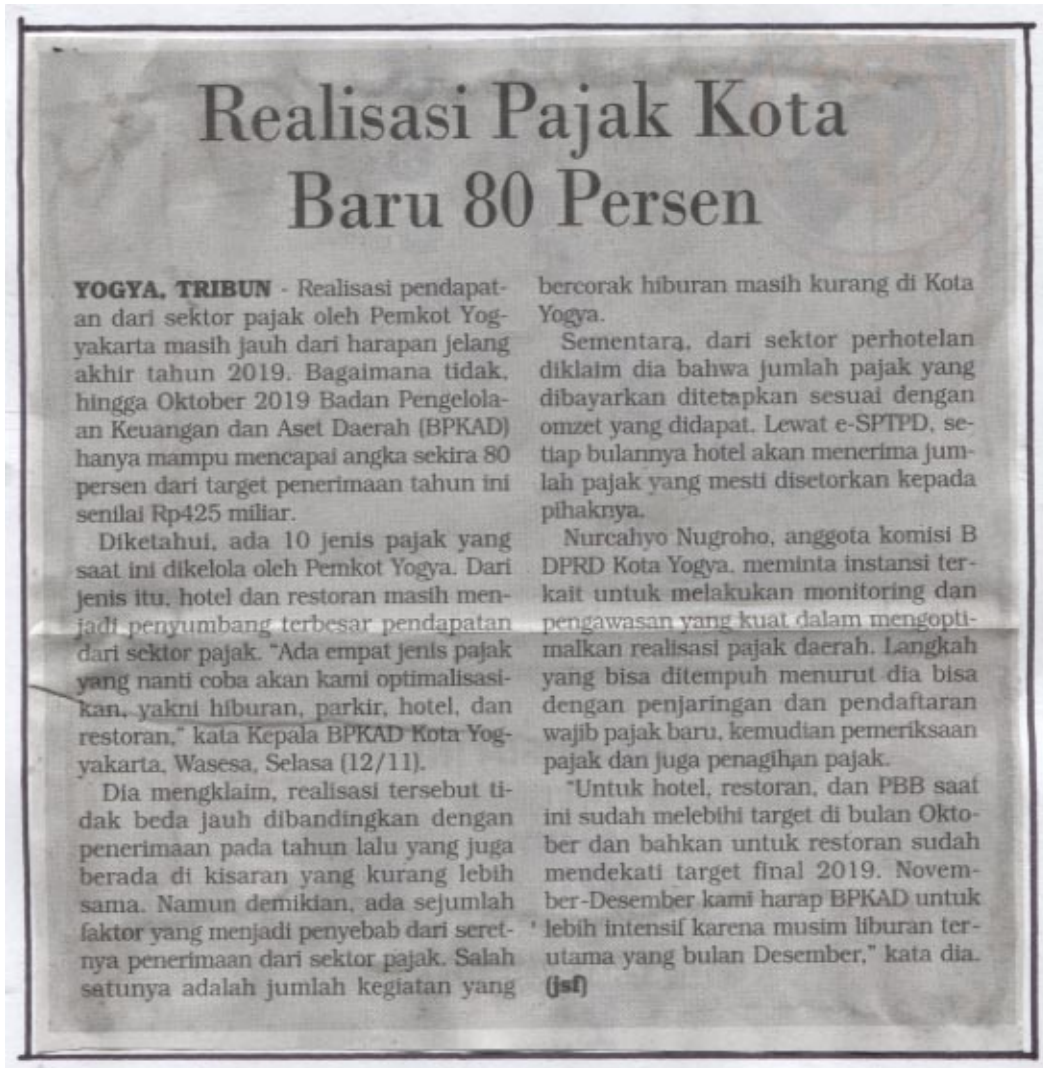 Realisasi Pajak Kota
Baru 80 Persen
YOGYA, TRIBUN - Realisasi pendapat-
an dari sektor pajak oleh Pemkot Yog-
yakarta masih jauh dari harapan jelang
akhir tahun 2019. Bagaimana tidak,
hingga Oktober 2019 Badan Pengelola-
an Keuangan dan Aset Daerah (BPKAD)
hanya mampu mencapai angka sekira 80
persen dari target penerimaan tahun ini
senilai Rp425 miliar.
Diketahui, ada 10 jenis pajak yang
saat ini dikelola oleh Pemkot Yogya. Dari
jenis itu, hotel dan restoran masih men-
jadi penyumbang terbesar pendapatan
dari sektor pajak. "Ada empat jenis pajak
yang nanti coba akan kami optimalisasi-
kan, yakni hiburan, parkir, hotel, dan
restoran," kata Kepala BPKAD Kota Yog-
yakarta, Wasesa, Selasa (12/11).
Dia mengklaim, realisasi tersebut ti-
dak beda jauh dibandingkan dengan
penerimaan pada tahun lalu yang juga
berada di kisaran yang kurang lebih
sama. Namun demikian, ada sejumlah
faktor yang menjadi penyebab dari seret-
nya penerimaan dari sektor pajak. Salah
satunya adalah jumlah kegiatan yang
bercorak hiburan masih kurang di Kota
Yogya.
Sementara, dari sektor perhotelan
diklaim dia bahwa jumlah pajak yang
dibayarkan ditetapkan sesuai dengan
omzet yang didapat. Lewat e-SPTPD, se-
tiap bulannya hotel akan menerima jum-
lah pajak yang mesti disetorkan kepada
pihaknya.
Nurcahyo Nugroho, anggota komisi B
DPRD Kota Yogya, meminta instansi ter-
kait untuk melakukan monitoring dan
pengawasan yang kuat dalam mengopti-
malkan realisasi pajak daerah. Langkah
yang bisa ditempuh menurut dia bisa
dengan penjaringan dan pendaftaran
wajib pajak baru, kemudian pemeriksaan
pajak dan juga penagihan pajak.
"Untuk hotel, restoran, dan PBB saat
ini sudah melebihi target di bulan Okto-
ber dan bahkan untuk restoran sudah
mendekati target final 2019. Novem-
ber-Desember kami harap BPKAD untuk
lebih intensif karena musim liburan ter-
utama yang bulan Desember," kata dia.
(jsf)